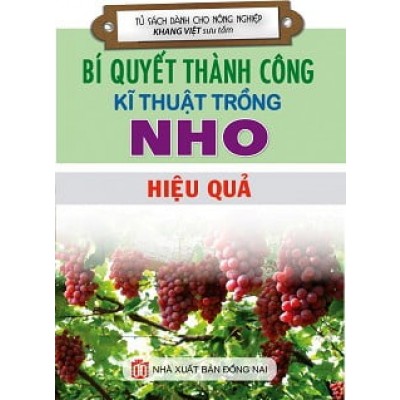 TỦ SÁCH DÀNH CHO NÔNG NGHIỆP
KHANG VIỆT sưu tầm
BÍ QUYẾT THÀNH CÔNG
KĨ THUẬT TRỒNG
NHO
HIỆU QUẢ
NHÀ XUẤT BẢN ĐỒNG NAI